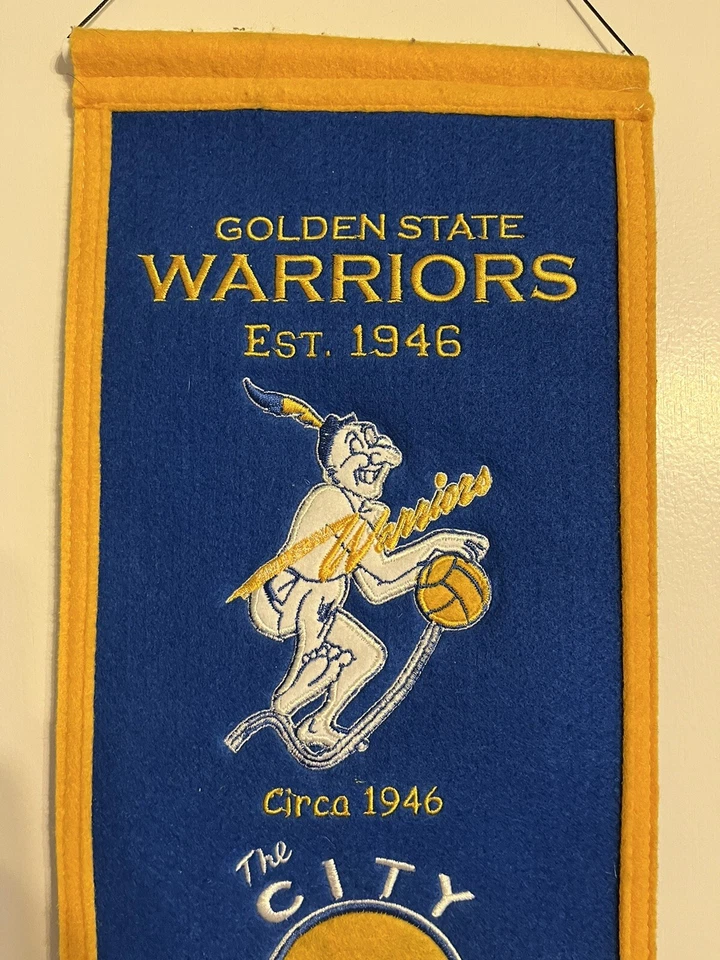 GOLDEN STATE
WARRIORS
EST. 1946
Warriors
Circa 1946
The
CITY